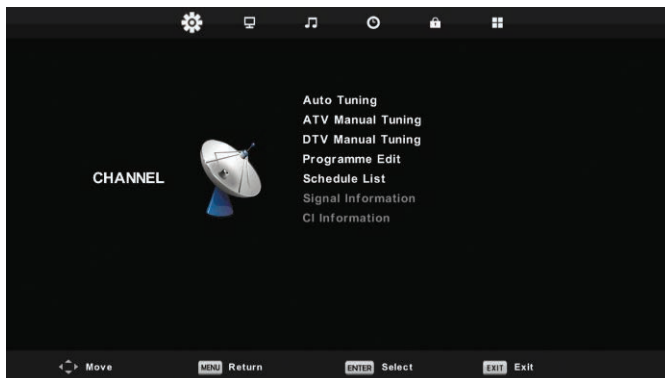 Auto Tuning
ATV Manual Tuning
DTV Manual Tuning
Programme Edit
CHANNEL
Schedule List
Signal Information
CI Information
Move
MENU Return
ENTER Select
EXIT Exit